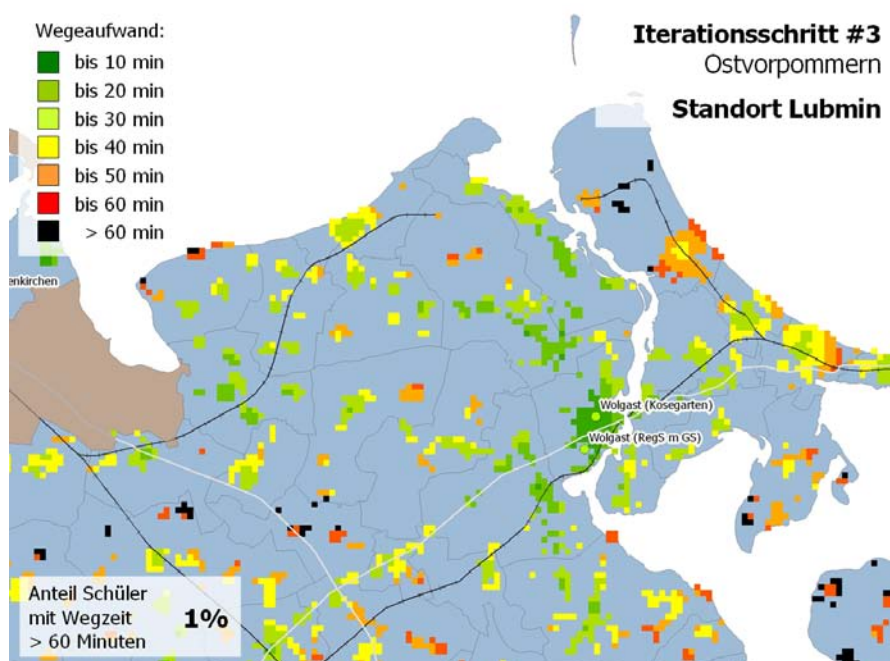 Wegeaufwand:
bis 10 min
bis 20 min
bis 30 min
bis 40 min
bis 50 min
bis 60 min
> 60 min
Iterationsschritt #3
Ostvorpommern
Standort Lubmin
enkirchen
Wolgast (Kosegarten)
Wolgast (RegS m GS)
Anteil Schüler
mit Wegzeit 1%
> 60 Minuten